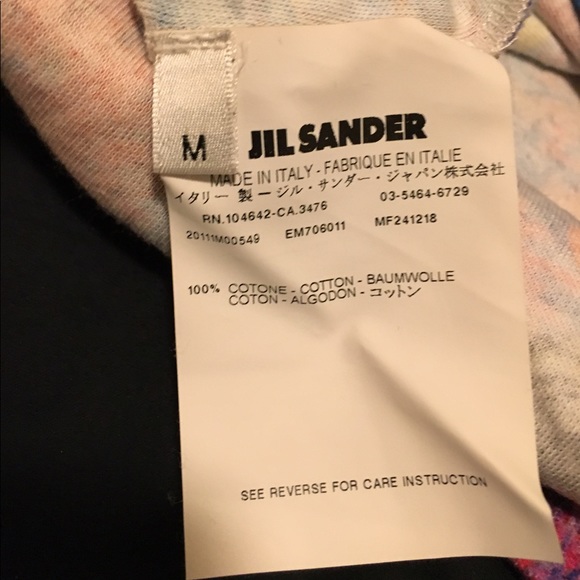 M
JIL SANDER
MADE IN ITALY - FABRIQUE EN ITALIE
イタリー 製 ー ジル・サンダー・ジャパン株式会社
03-5464-6729
RN.104642-CA.3476
20111M00549 EM706011 MF241218
100% COTONE - COTTON - BAUMWOLLE
COTON - ALGODON - コットン
SEE REVERSE FOR CARE INSTRUCTION